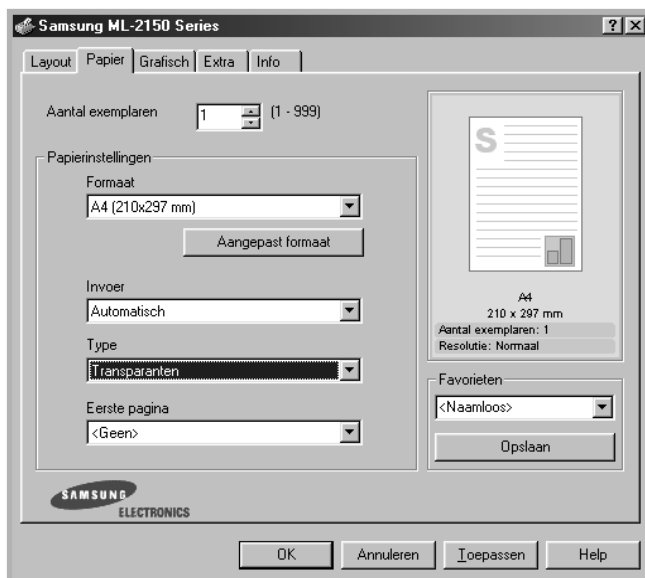 Samsung ML-2150 Series
Layout Papier Grafisch Extra Info
Aantal exemplaren 1 (1 - 999)
Papierinstellingen
Formaat
A4 (210x297 mm)
Aangepast formaat
Invoer
Automatisch
Type
Transparanten
Eerste pagina
<Geen>
S
A4
210 x 297 mm
Aantal exemplaren: 1
Resolutie: Normaal
Favorieten
<Naamloos>
Opslaan
SAMSUNG
ELECTRONICS
OK Annuleren Toepassen Help